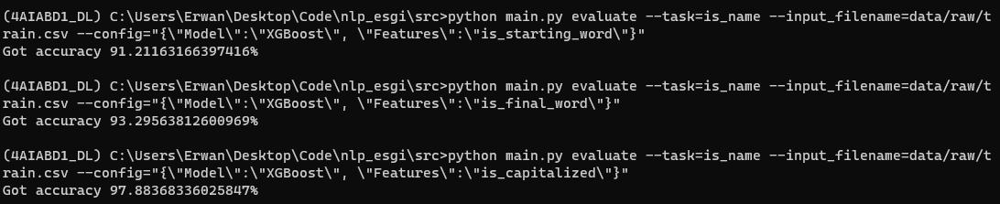 (4AIABD1_DL) C:\Users\Erwan\Desktop\Code\nlp_esgi\src>python main.py evaluate --task=is_name --input_filename=data/raw/t
rain.csv --config="{\"Model\":\"XGBoost\", \"Features\":\"is_starting_word\"}"
Got accuracy 91.21163166397416%
(4AIABD1_DL) C:\Users\Erwan\Desktop\Code\nlp_esgi\src>python main.py evaluate --task=is_name --input_filename=data/raw/t
rain.csv --config="{\"Model\":\"XGBoost\", \"Features\":\"is_final_word\"}"
Got accuracy 93.29563812600969%
(4AIABD1_DL) C:\Users\Erwan\Desktop\Code\nlp_esgi\src>python main.py evaluate --task=is_name --input_filename=data/raw/t
rain.csv --config="{\"Model\":\"XGBoost\", \"Features\":\"is_capitalized\"}"
Got accuracy 97.88368336025847%